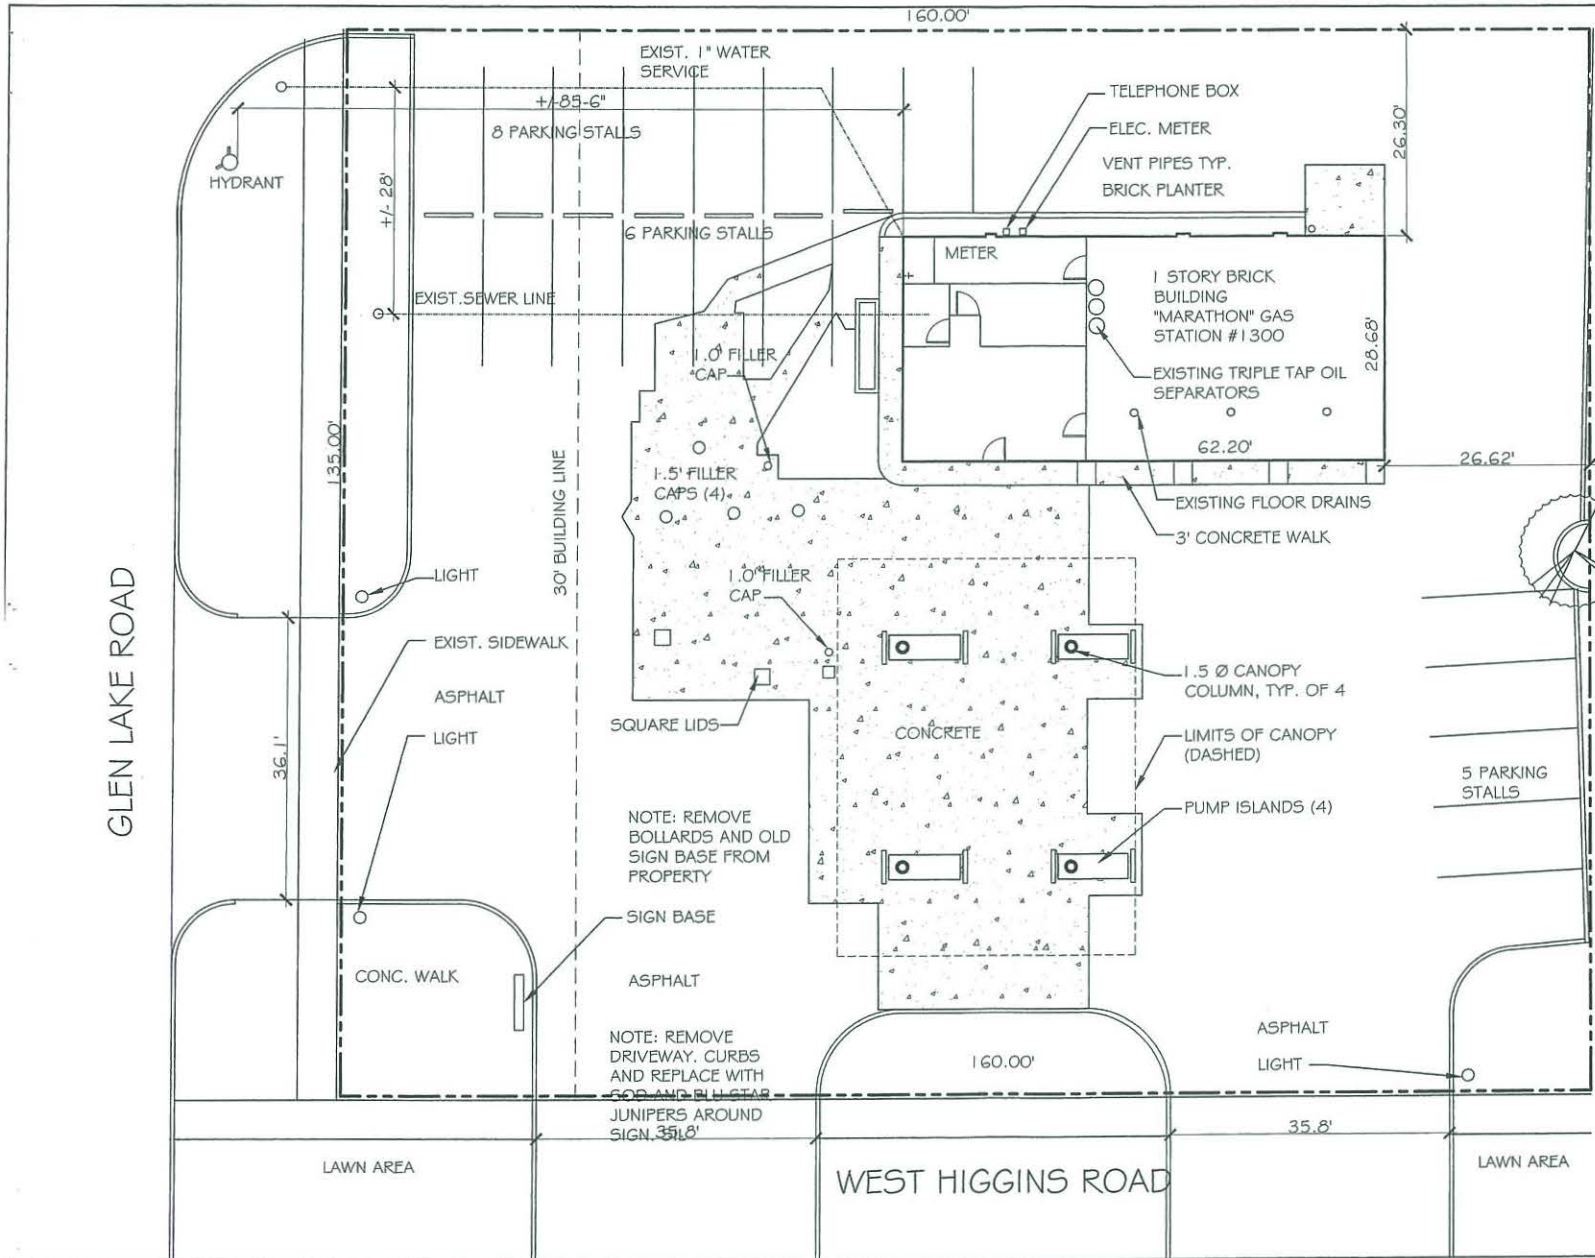 160.00'
EXIST. 1" WATER
SERVICE
+/-85-6"
8 PARKING STALLS
TELEPHONE BOX
ELEC. METER
VENT PIPES TYP.
BRICK PLANTER
26.30'
HYDRANT
+/- 28'
6 PARKING STALLS
METER
1 STORY BRICK
BUILDING
"MARATHON" GAS
STATION #1300
28.68'
EXIST.SEWER LINE
1.0' FILLER
CAP
EXISTING TRIPLE TAP OIL
SEPARATORS
62.20'
26.62'
135.00'
30' BUILDING LINE
1.5' FILLER
CAPS (4)
EXISTING FLOOR DRAINS
3' CONCRETE WALK
LIGHT
1.0' FILLER
CAP
GLEN LAKE ROAD
EXIST. SIDEWALK
ASPHALT
LIGHT
36.1'
SQUARE LIDS
CONCRETE
1.5 Ø CANOPY
COLUMN, TYP. OF 4
LIMITS OF CANOPY
(DASHED)
5 PARKING
STALLS
PUMP ISLANDS (4)
NOTE: REMOVE
BOLLARDS AND OLD
SIGN BASE FROM
PROPERTY
SIGN BASE
CONC. WALK
ASPHALT
NOTE: REMOVE
DRIVEWAY. CURBS
AND REPLACE WITH
SOD AND BLU STAR
JUNIPERS AROUND
SIGN.
35.8'
160.00'
ASPHALT
LIGHT
35.8'
LAWN AREA
WEST HIGGINS ROAD
LAWN AREA